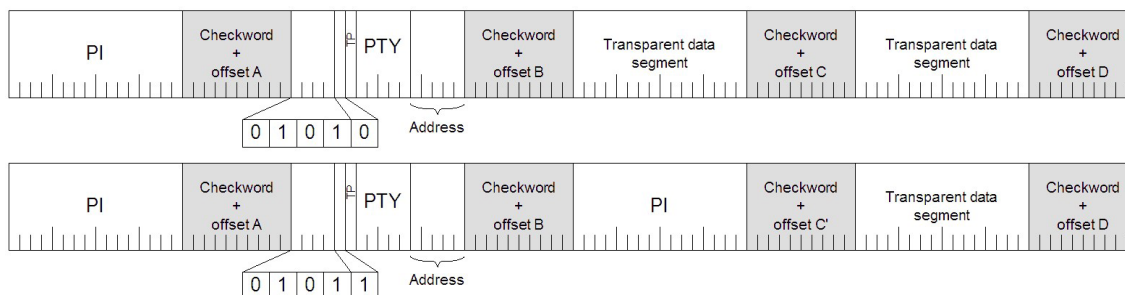 PI
Checkword
+
offset A
TP
PTY
Checkword
+
offset B
Transparent data
segment
Checkword
+
offset C
Transparent data
segment
Checkword
+
offset D
0 1 0 1 0
Address
PI
Checkword
+
offset A
TP
PTY
Checkword
+
offset B
PI
Checkword
+
offset C'
Transparent data
segment
Checkword
+
offset D
0 1 0 1 1
Address